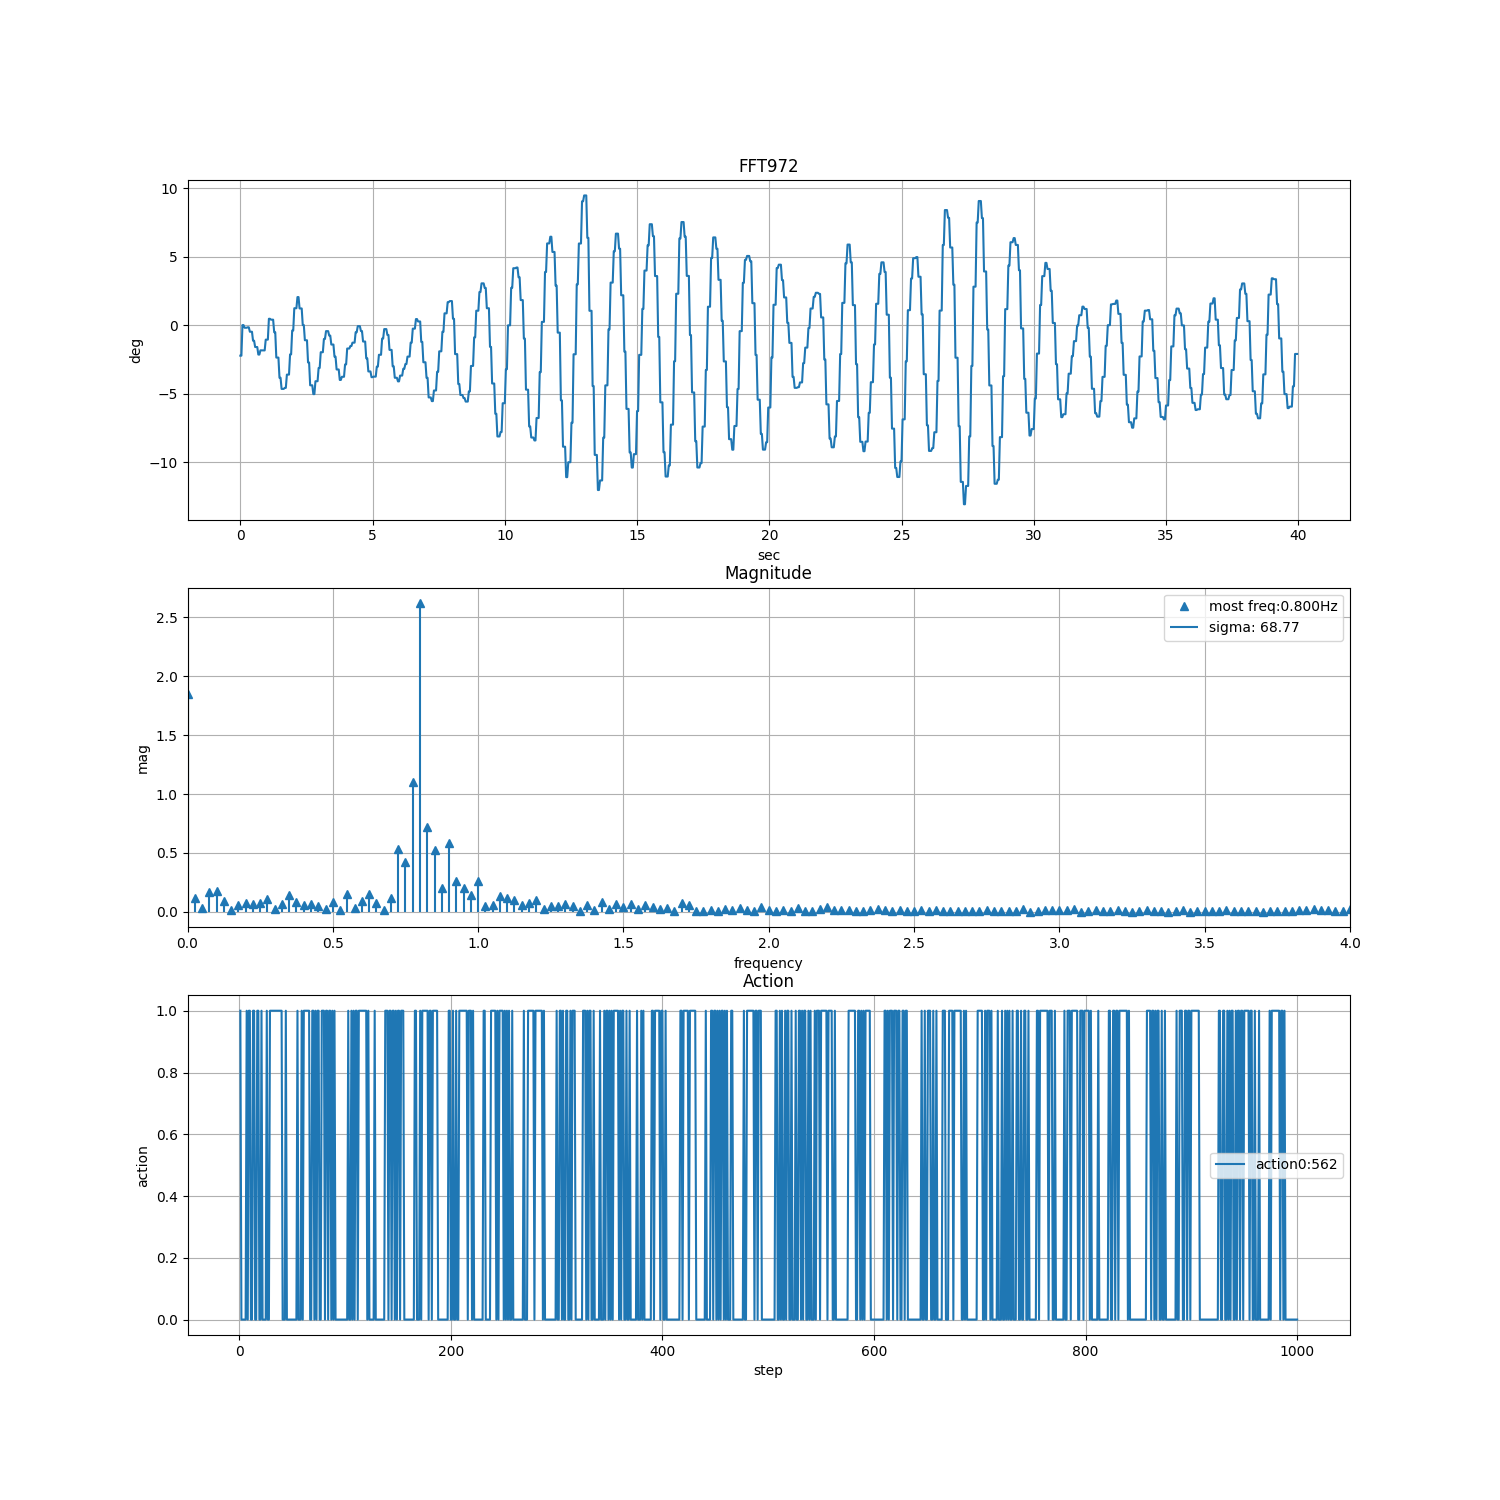 FFT972
10
5
0
−5
−10
deg
0 5 10 15 20 25 30 35 40
sec
Magnitude
most freq:0.800Hz
sigma: 68.77
2.5
2.0
1.5
1.0
0.5
0.0
mag
0.0 0.5 1.0 1.5 2.0 2.5 3.0 3.5 4.0
frequency
Action
1.0
0.8
0.6
0.4
0.2
0.0
action
action0:562
0 200 400 600 800 1000
step